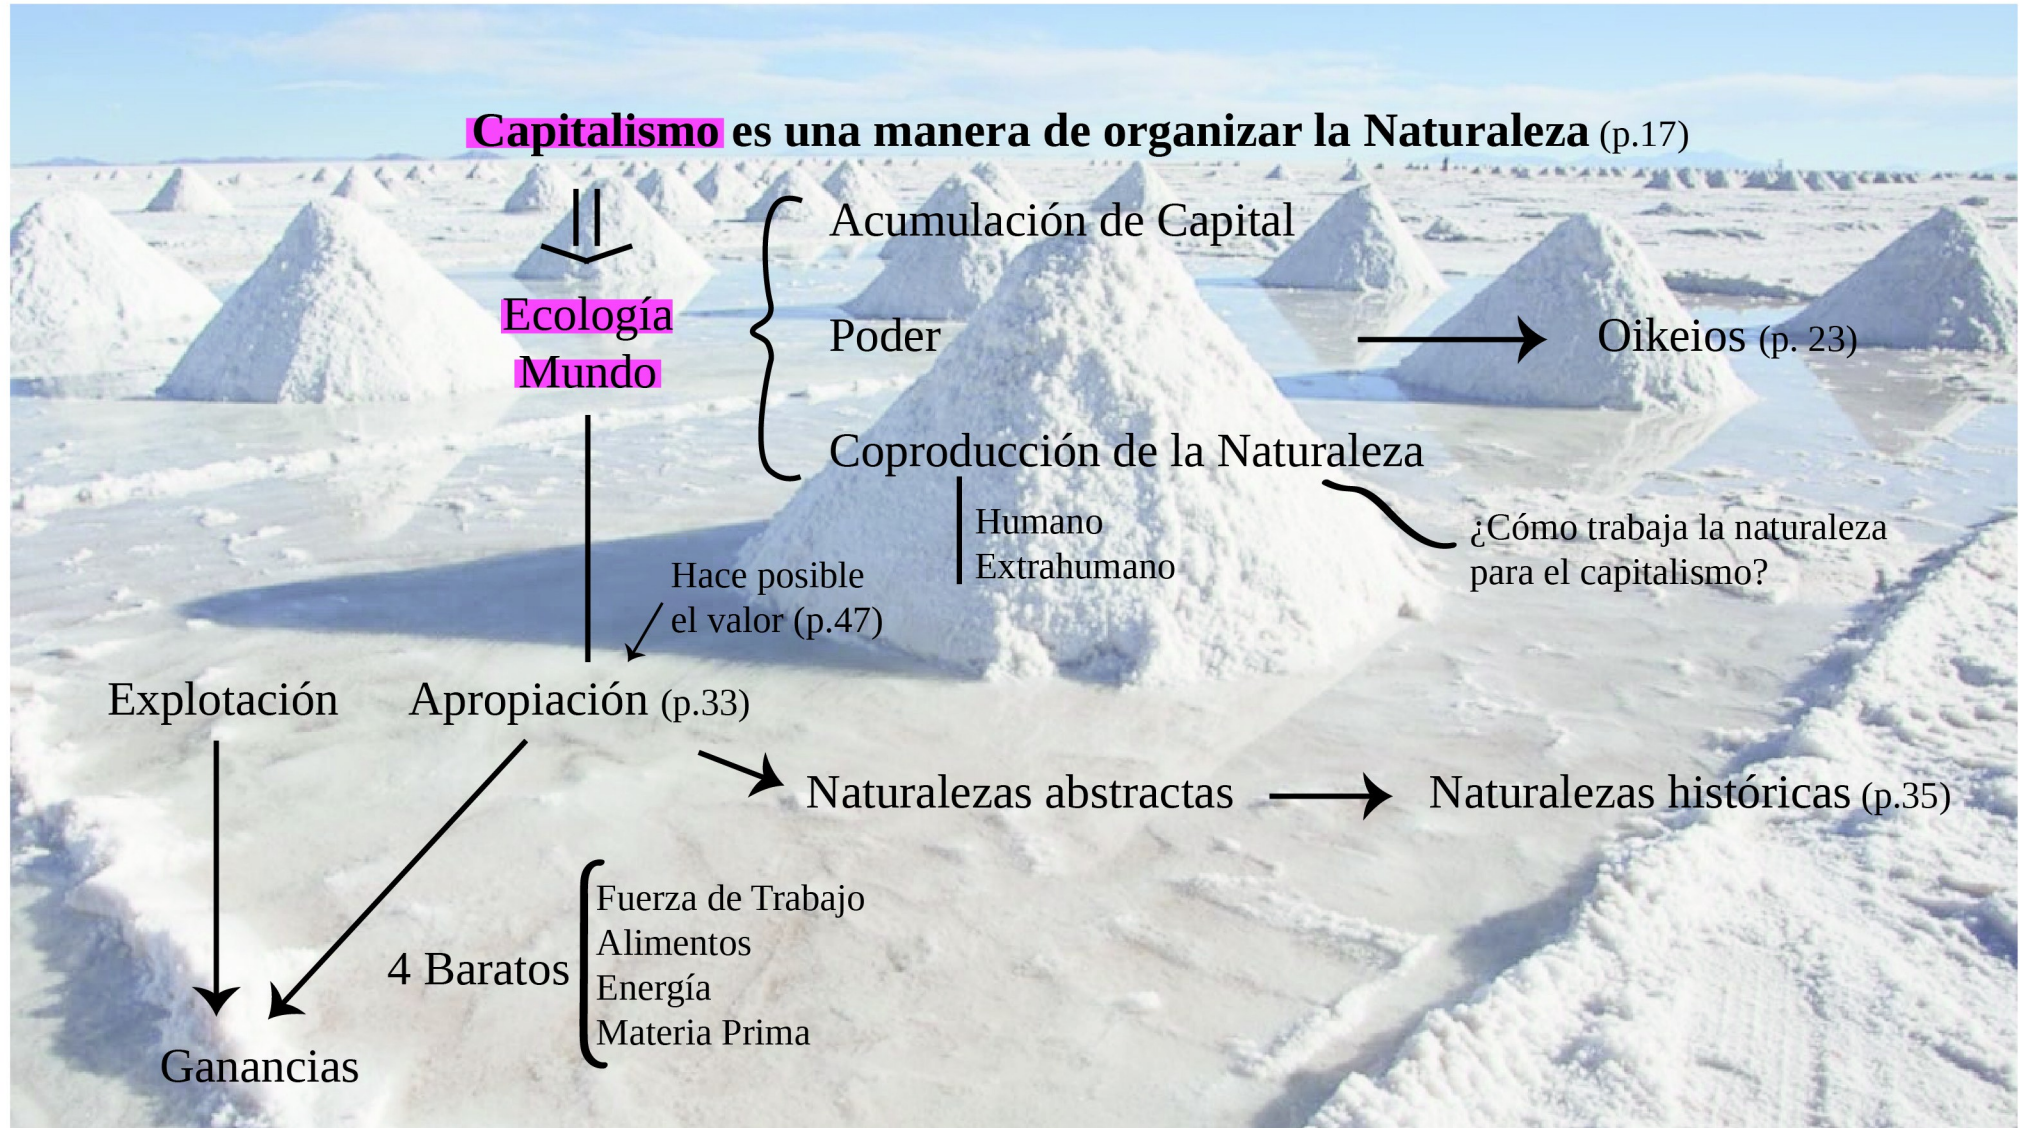 Capitalismo es una manera de organizar la Naturaleza (p.17)
Ecología
Mundo
Acumulación de Capital
Poder
Oikeios (p. 23)
Coproducción de la Naturaleza
Humano
Extrahumano
¿Cómo trabaja la naturaleza
para el capitalismo?
Hace posible
el valor (p.47)
Explotación
Apropiación (p.33)
Naturalezas abstractas
Naturalezas históricas (p.35)
4 Baratos
Fuerza de Trabajo
Alimentos
Energía
Materia Prima
Ganancias